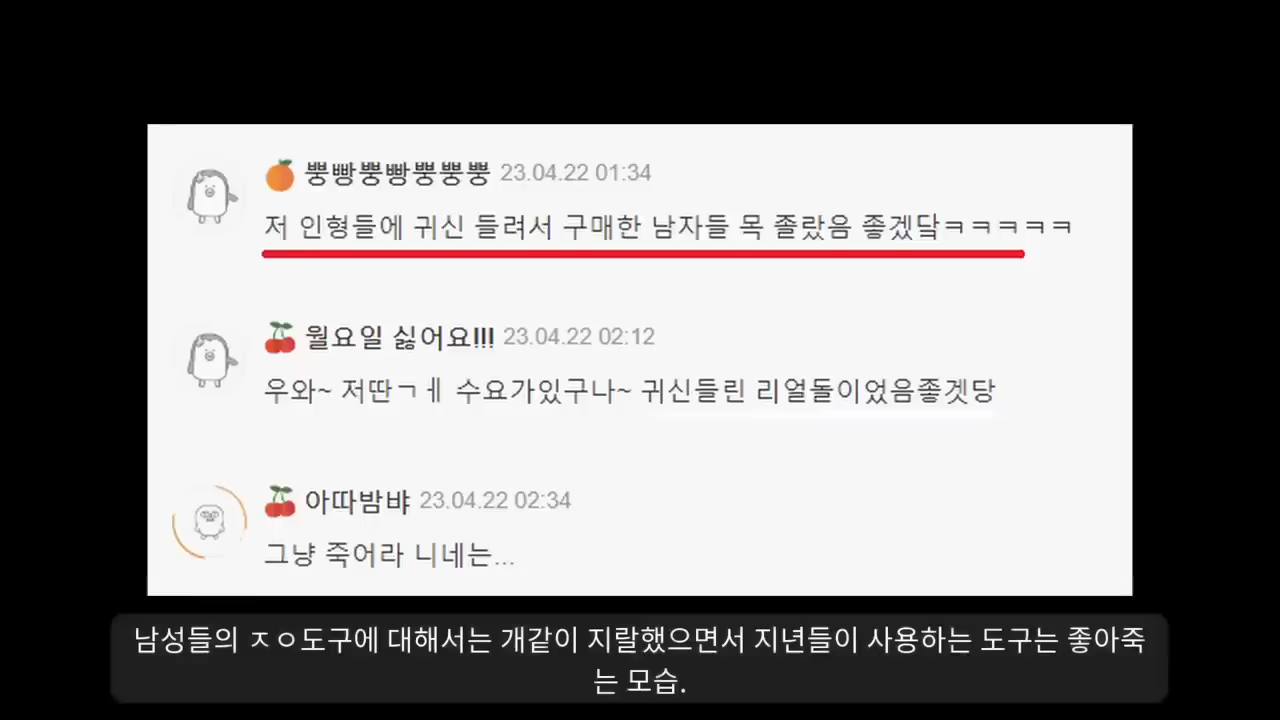 뿡빵뿡빵뿡뿡뿡 23.04.22 01:34
저 인형들에 귀신 들려서 구매한 남자들 목 졸랐음 좋겠닼ㅋㅋㅋㅋㅋ
월요일 싫어요!!! 23.04.22 02:12
우와~ 저딴ㄱㅔ 수요가있구나~ 귀신들린 리얼돌이었음좋겟당
아따밤뱌 23.04.22 02:34
그냥 죽어라 니네는...
남성들의 ㅈㅇ도구에 대해서는 개같이 지랄했으면서 지년들이 사용하는 도구는 좋아죽
는 모습.